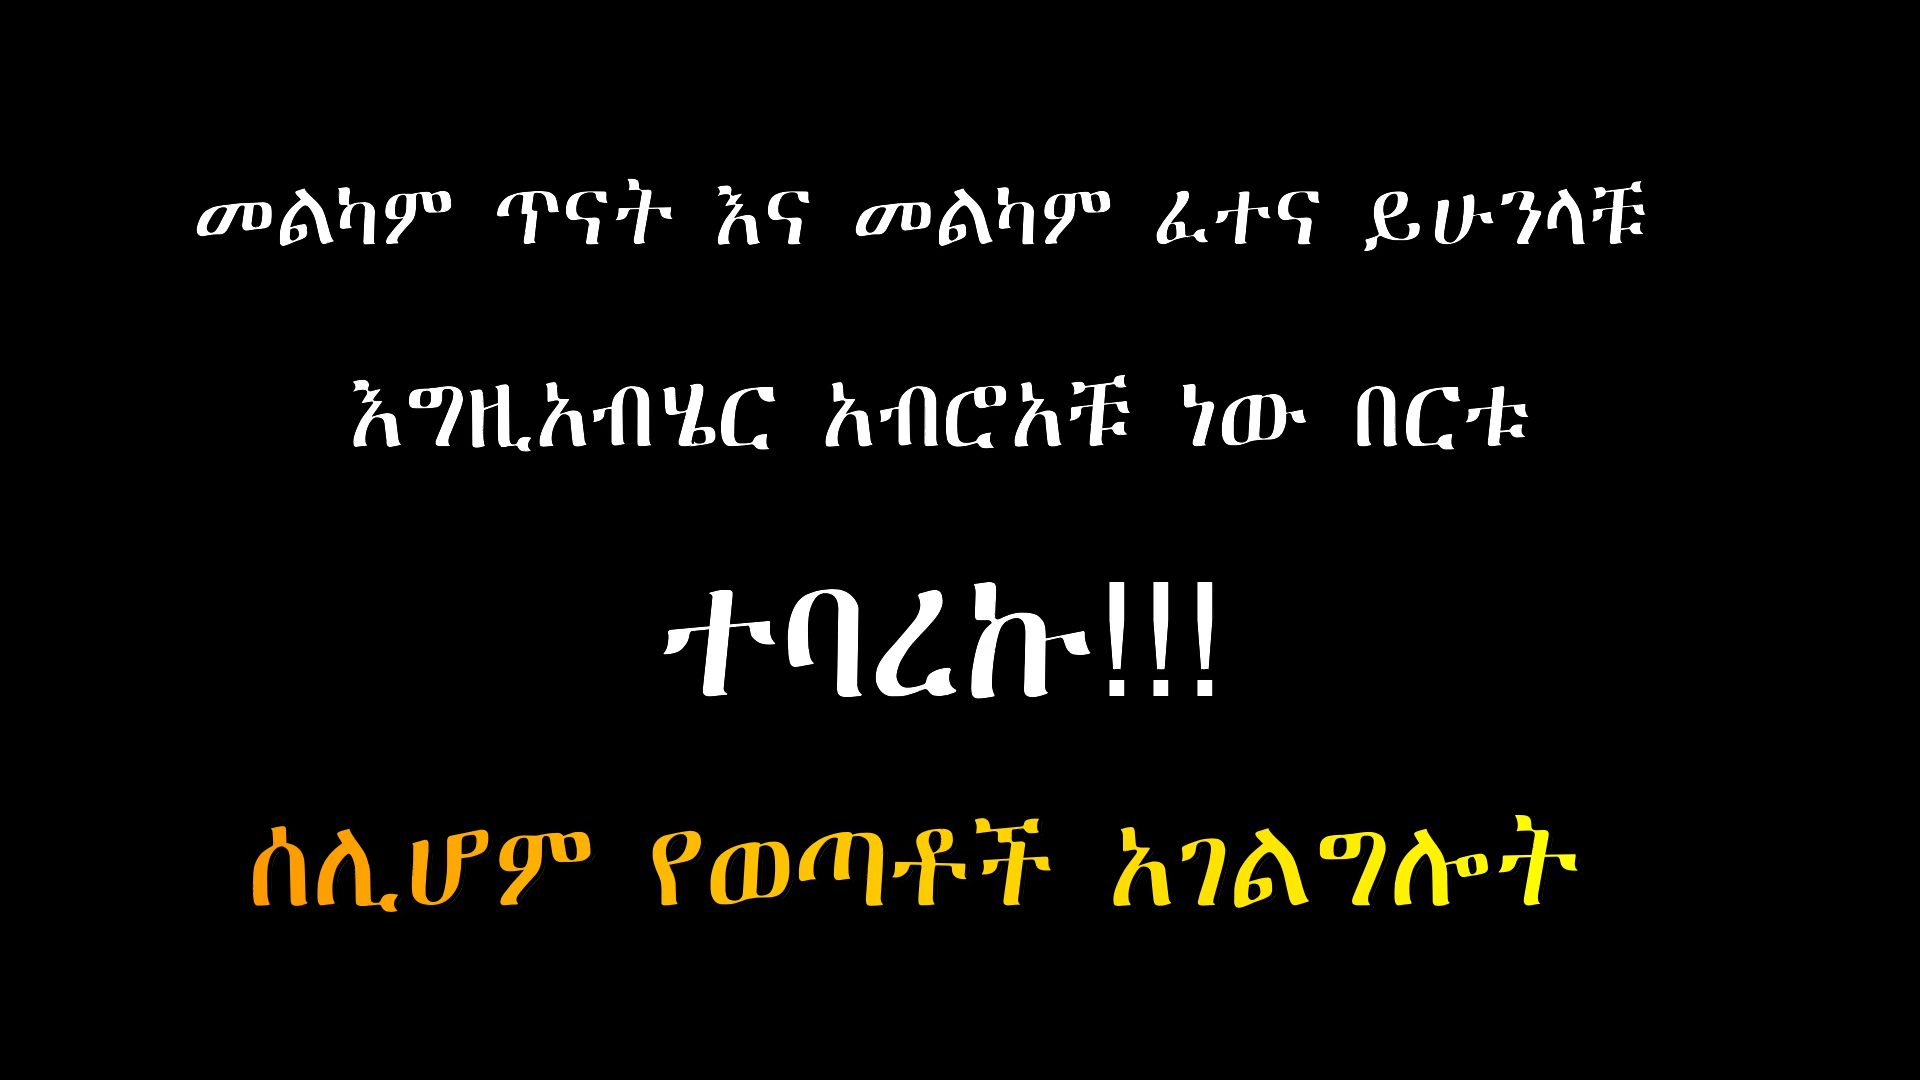 መልካም ጥናት እና መልካም ፈተና ይሁንላቹ
እግዚአብሄር አብሮአቹ ነው በርቱ
ተባረኩ!!!
ሰሊሆም የወጣቶች አገልግሎት